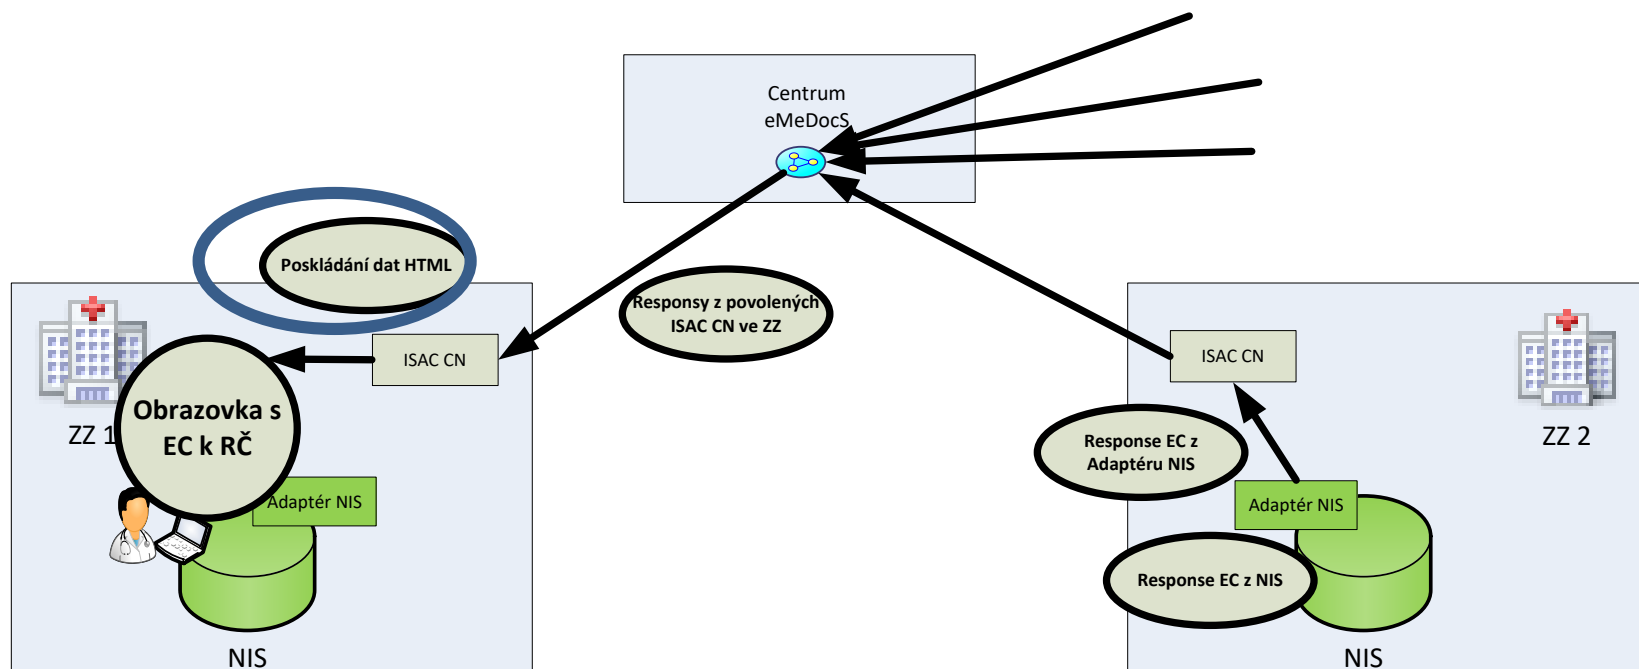 Centrum
eMeDocS
Poskládání dat HTML
Responsy z povolených
ISAC CN ve ZZ
ISAC CN
ZZ 1
Obrazovka s
EC k RČ
Adaptér NIS
NIS
ISAC CN
ZZ 2
Response EC z
Adaptéru NIS
Adaptér NIS
Response EC z NIS
NIS